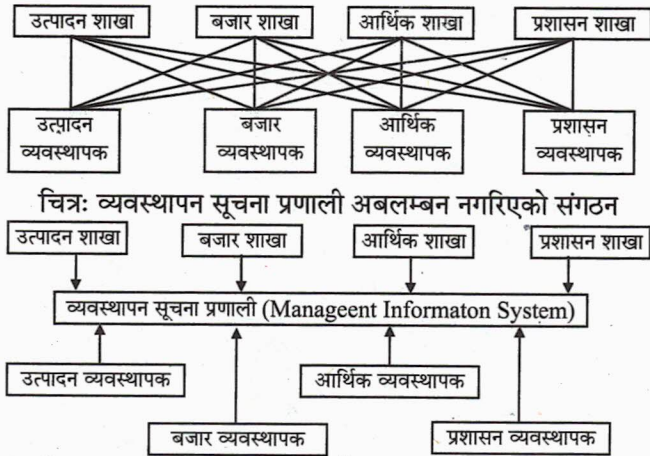 उत्पादन शाखा बजार शाखा आर्थिक शाखा प्रशासन शाखा
उत्पादन बजार आर्थिक प्रशासन
व्यवस्थापक व्यवस्थापक व्यवस्थापक व्यवस्थापक
चित्रः व्यवस्थापन सूचना प्रणाली अबलम्बन नगरिएको संगठन
उत्पादन शाखा बजार शाखा आर्थिक शाखा प्रशासन शाखा
व्यवस्थापन सूचना प्रणाली (Manageent Informaton System)
उत्पादन व्यवस्थापक आर्थिक व्यवस्थापक
बजार व्यवस्थापक प्रशासन व्यवस्थापक